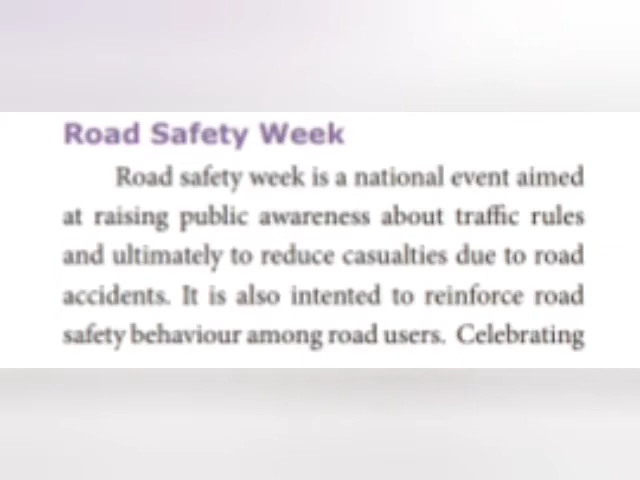 Road Safety Week
Road safety week is a national event aimed
at raising public awareness about traffic rules
and ultimately to reduce casualties due to road
accidents. It is also intented to reinforce road
safety behaviour among road users. Celebrating